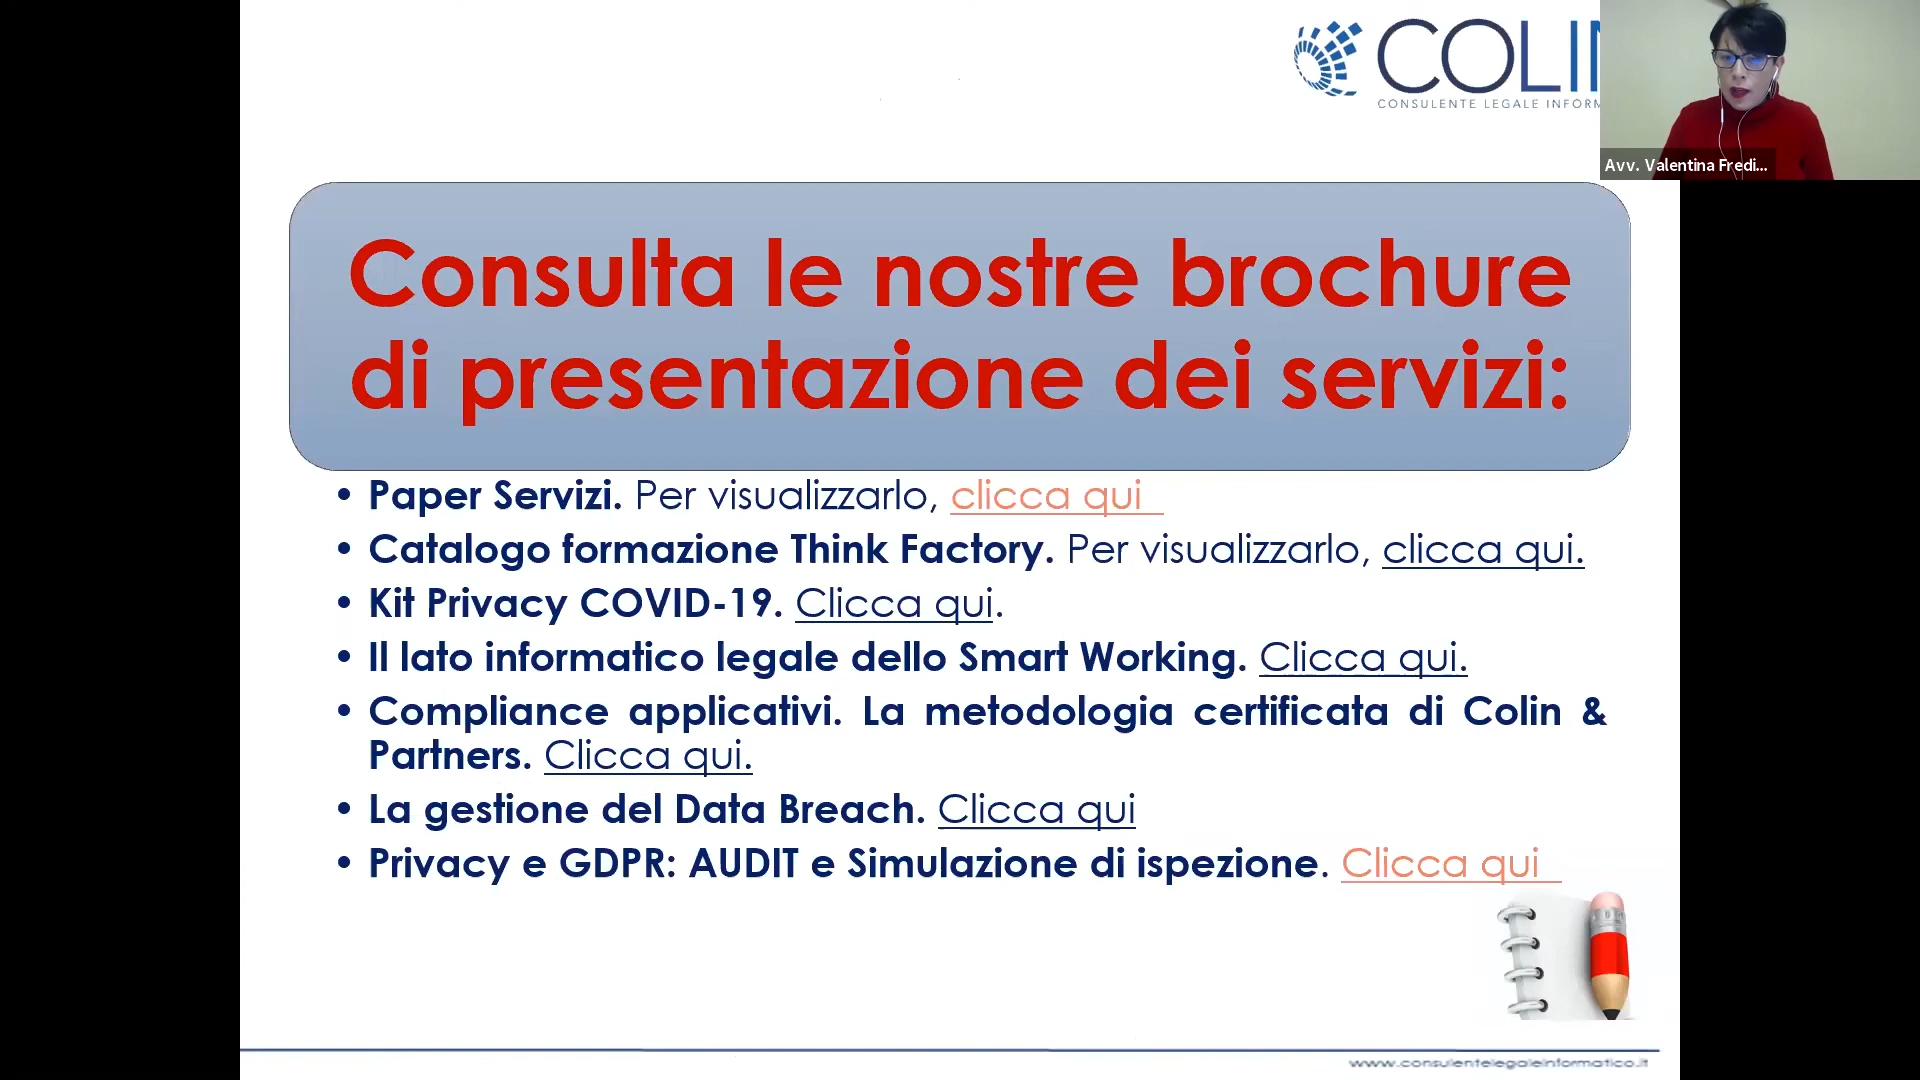 COLIN
CONSULENTE LEGALE INFORM
Avv. Valentina Fredi...
Consulta le nostre brochure
di presentazione dei servizi:
• Paper Servizi. Per visualizzarlo, clicca qui
• Catalogo formazione Think Factory. Per visualizzarlo, clicca qui.
• Kit Privacy COVID-19. Clicca qui.
• Il lato informatico legale dello Smart Working. Clicca qui.
• Compliance applicativi. La metodologia certificata di Colin &
Partners. Clicca qui.
• La gestione del Data Breach. Clicca qui
• Privacy e GDPR: AUDIT e Simulazione di ispezione. Clicca qui
www.consulentelegaleinformatico.it